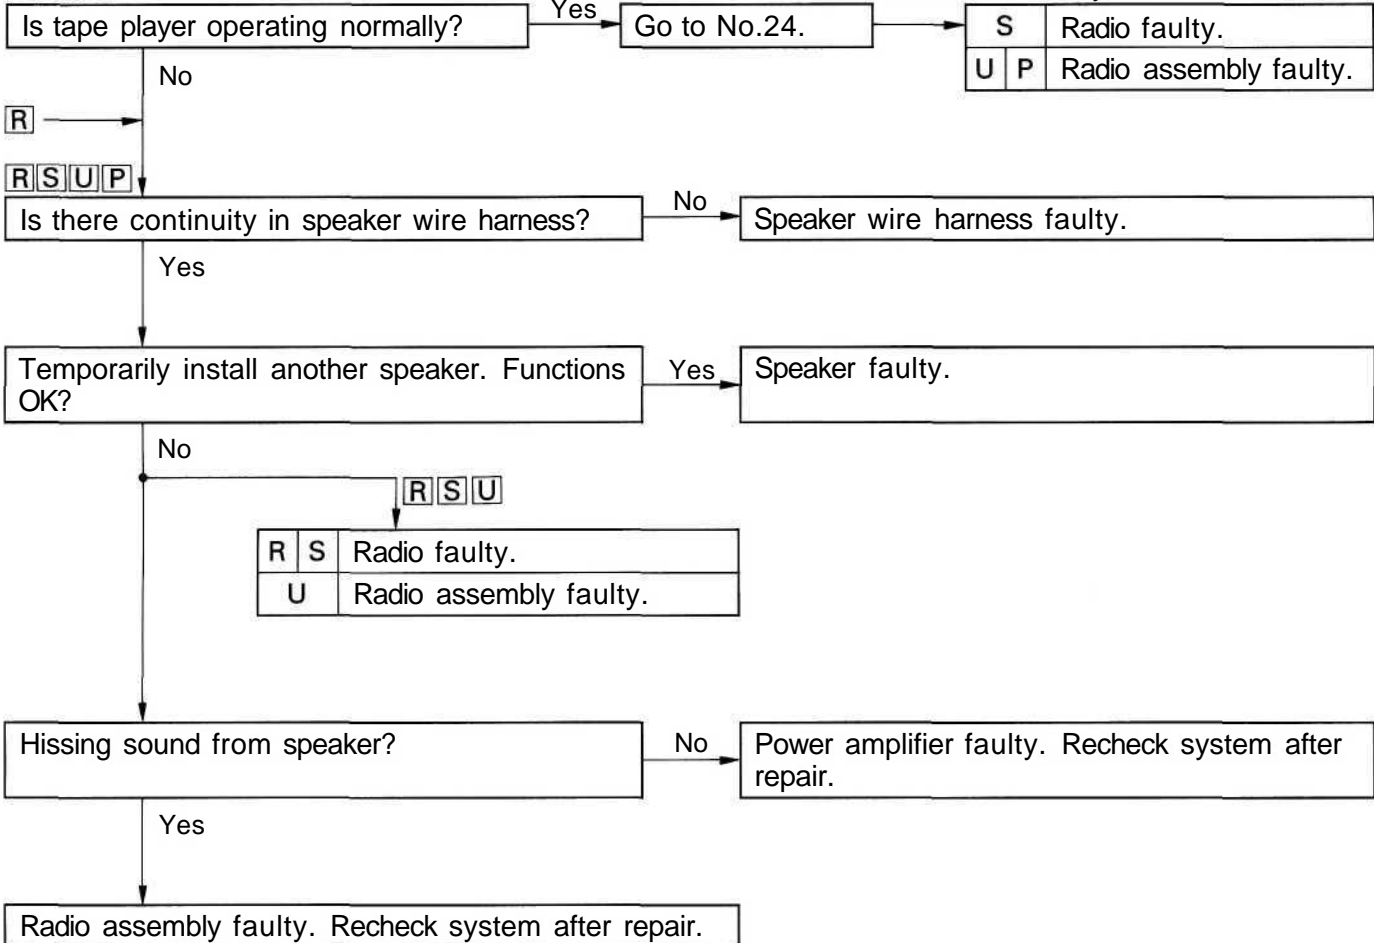 Is tape player operating normally?
Yes
Go to No.24.
S Radio faulty.
U P Radio assembly faulty.
No
R
R S U P
Is there continuity in speaker wire harness?
No
Speaker wire harness faulty.
Yes
Temporarily install another speaker. Functions
OK?
Yes
Speaker faulty.
No
R S U
R S Radio faulty.
U Radio assembly faulty.
Hissing sound from speaker?
No
Power amplifier faulty. Recheck system after
repair.
Yes
Radio assembly faulty. Recheck system after repair.